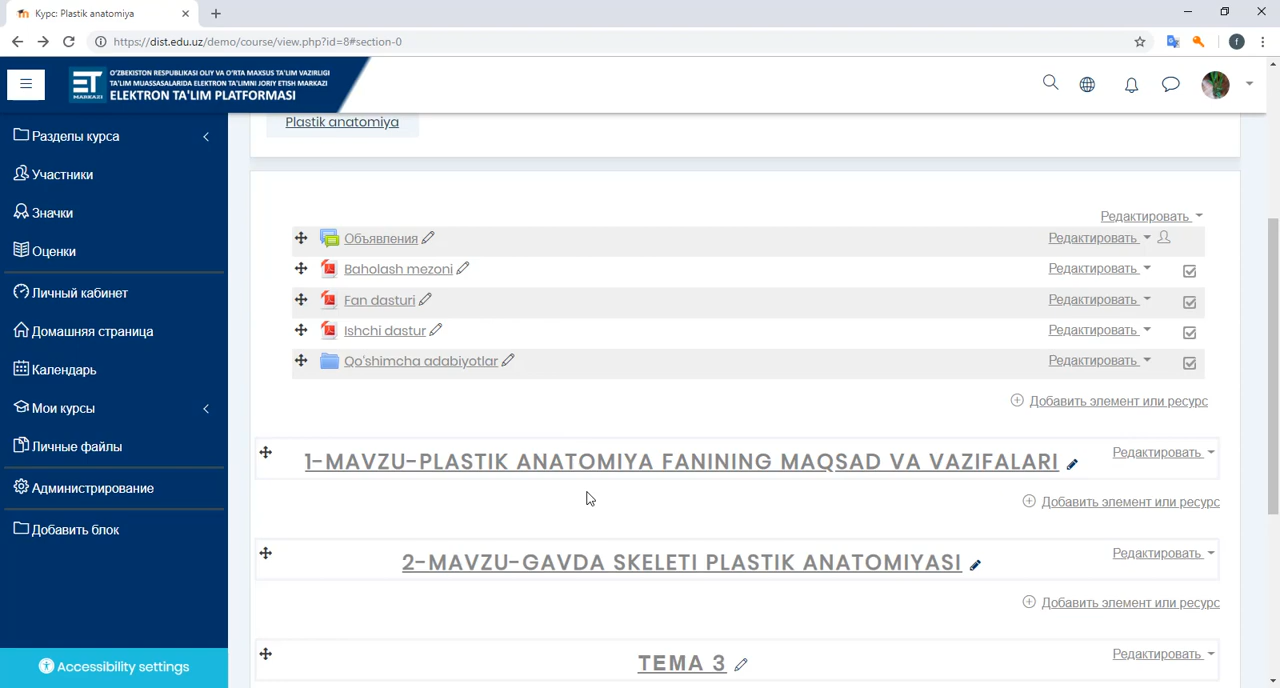 Курс: Plastik anatomiya
https://dist.edu.uz/demo/course/view.php?id=8#section-0
f
ET
MARKAZI
O'ZBEKISTON RESPUBLIKASI OLIY VA O'RTA MAXSUS TA'LIM VAZIRLIGI
TA'LIM MUASSASALARIDA ELEKTRON TA'LIMNI JORIY ETISH MARKAZI
ELEKTRON TA'LIM PLATFORMASI
Разделы курса
Участники
Значки
Оценки
Личный кабинет
Домашняя страница
Календарь
Мои курсы
Личные файлы
Администрирование
Добавить блок
Accessibility settings
Plastik anatomiya
Редактировать
Объявления Редактировать
Baholash mezoni Редактировать
Fan dasturi Редактировать
Ishchi dastur Редактировать
Qo'shimcha adabiyotlar Редактировать
Добавить элемент или ресурс
1-MAVZU-PLASTIK ANATOMIYA FANINING MAQSAD VA VAZIFALARI Редактировать
Добавить элемент или ресурс
2-MAVZU-GAVDA SKELETI PLASTIK ANATOMIYASI Редактировать
Добавить элемент или ресурс
ТЕМА 3 Редактировать